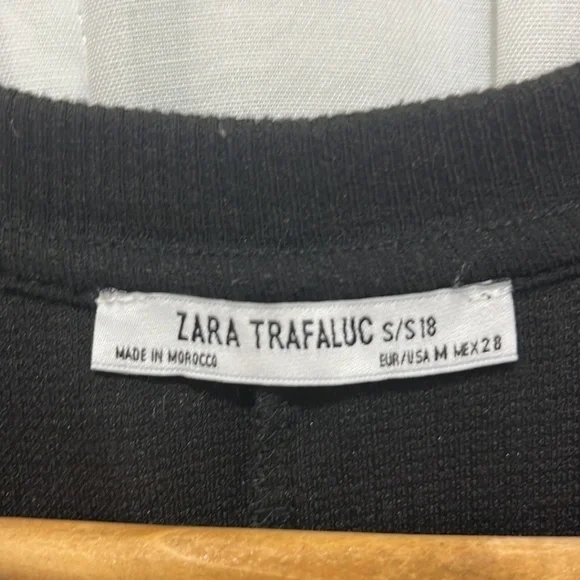 ZARA TRAFALUC S/S18
MADE IN MOROCCO EUR/USA M MEX 28